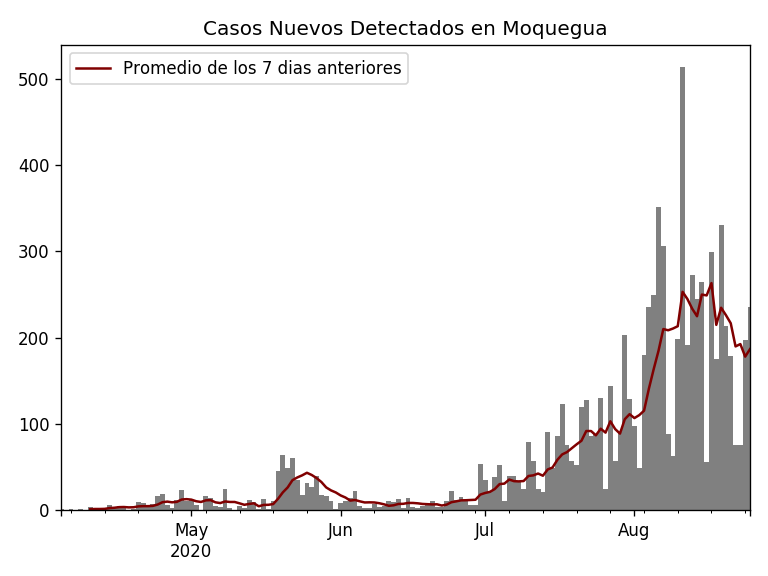 Casos Nuevos Detectados en Moquegua
Promedio de los 7 dias anteriores
500
400
300
200
100
0
May
2020
Jun
Jul
Aug